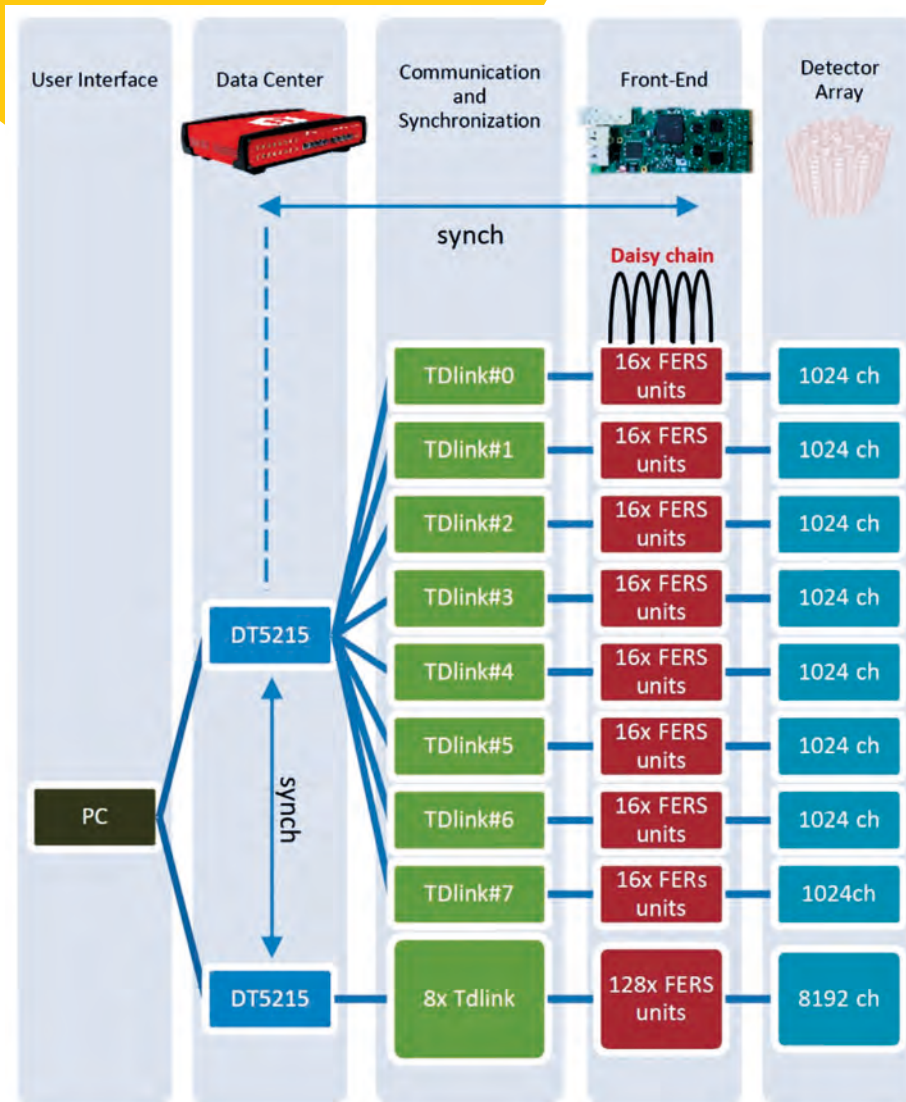 User Interface
Data Center
Communication
and
Synchronization
Front-End
Detector
Array
synch
Daisy chain
TDlink#0
16x FERS
units
1024 ch
TDlink#1
16x FERS
units
1024 ch
TDlink#2
16x FERS
units
1024 ch
TDlink#3
16x FERS
units
1024 ch
DT5215
TDlink#4
16x FERS
units
1024 ch
TDlink#5
16x FERS
units
1024 ch
synch
PC
TDlink#6
16x FERS
units
1024 ch
TDlink#7
16x FERs
units
1024ch
DT5215
8x Tdlink
128x FERS
units
8192 ch